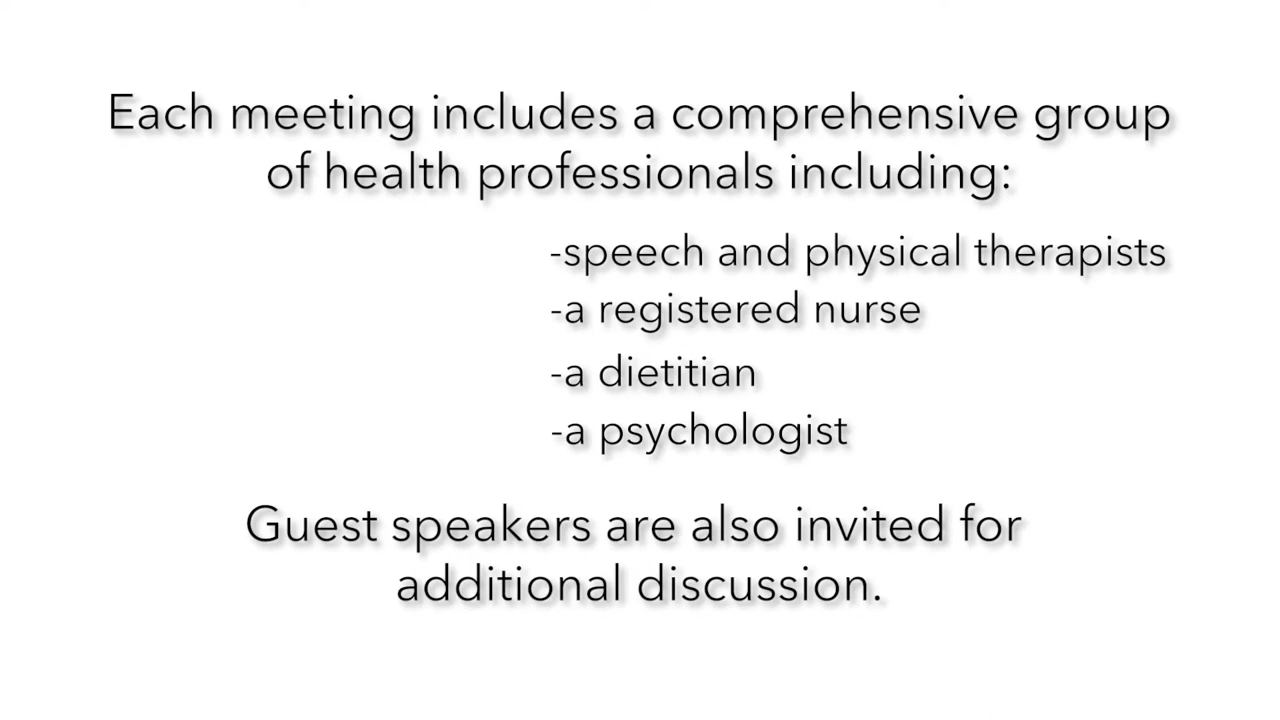 Each meeting includes a comprehensive group
of health professionals including:
-speech and physical therapists
-a registered nurse
-a dietitian
-a psychologist
Guest speakers are also invited for
additional discussion.